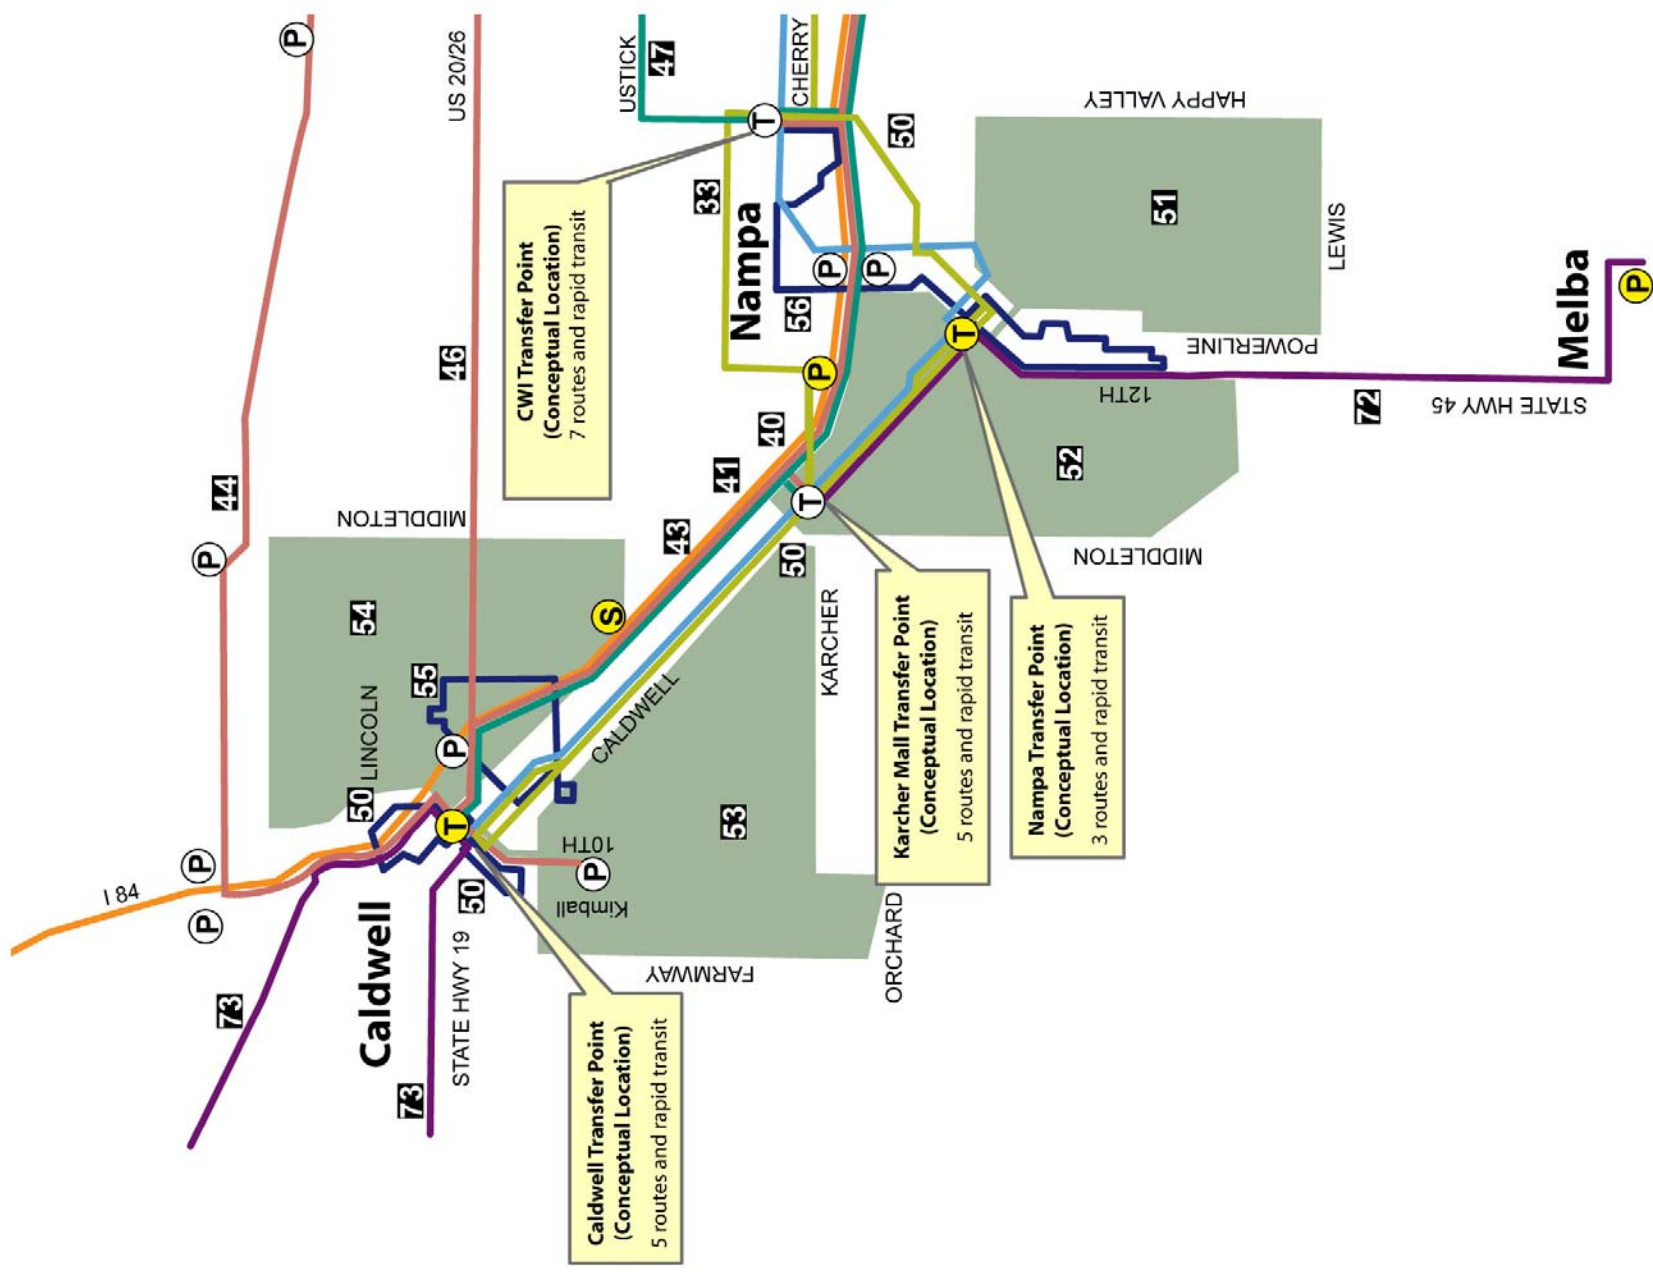 P
US 20/26
P
44
46
MIDDLETON
54
55
LINCOLN
50
P
P
P
I 84
73
Caldwell
STATE HWY 19
73
50
T
10TH
P
Kimball
FARMWAY
Caldwell Transfer Point
(Conceptual Location)
5 routes and rapid transit
53
ORCHARD
CALDWELL
KARCHER
S
43
41
40
50
T
Karcher Mall Transfer Point
(Conceptual Location)
5 routes and rapid transit
MIDDLETON
52
Nampa Transfer Point
(Conceptual Location)
3 routes and rapid transit
CWI Transfer Point
(Conceptual Location)
7 routes and rapid transit
USTICK
47
CHERRY
T
33
Nampa
56
P
P
P
50
T
HAPPY VALLEY
51
LEWIS
POWERLINE
12TH
72
STATE HWY 45
Melba
P